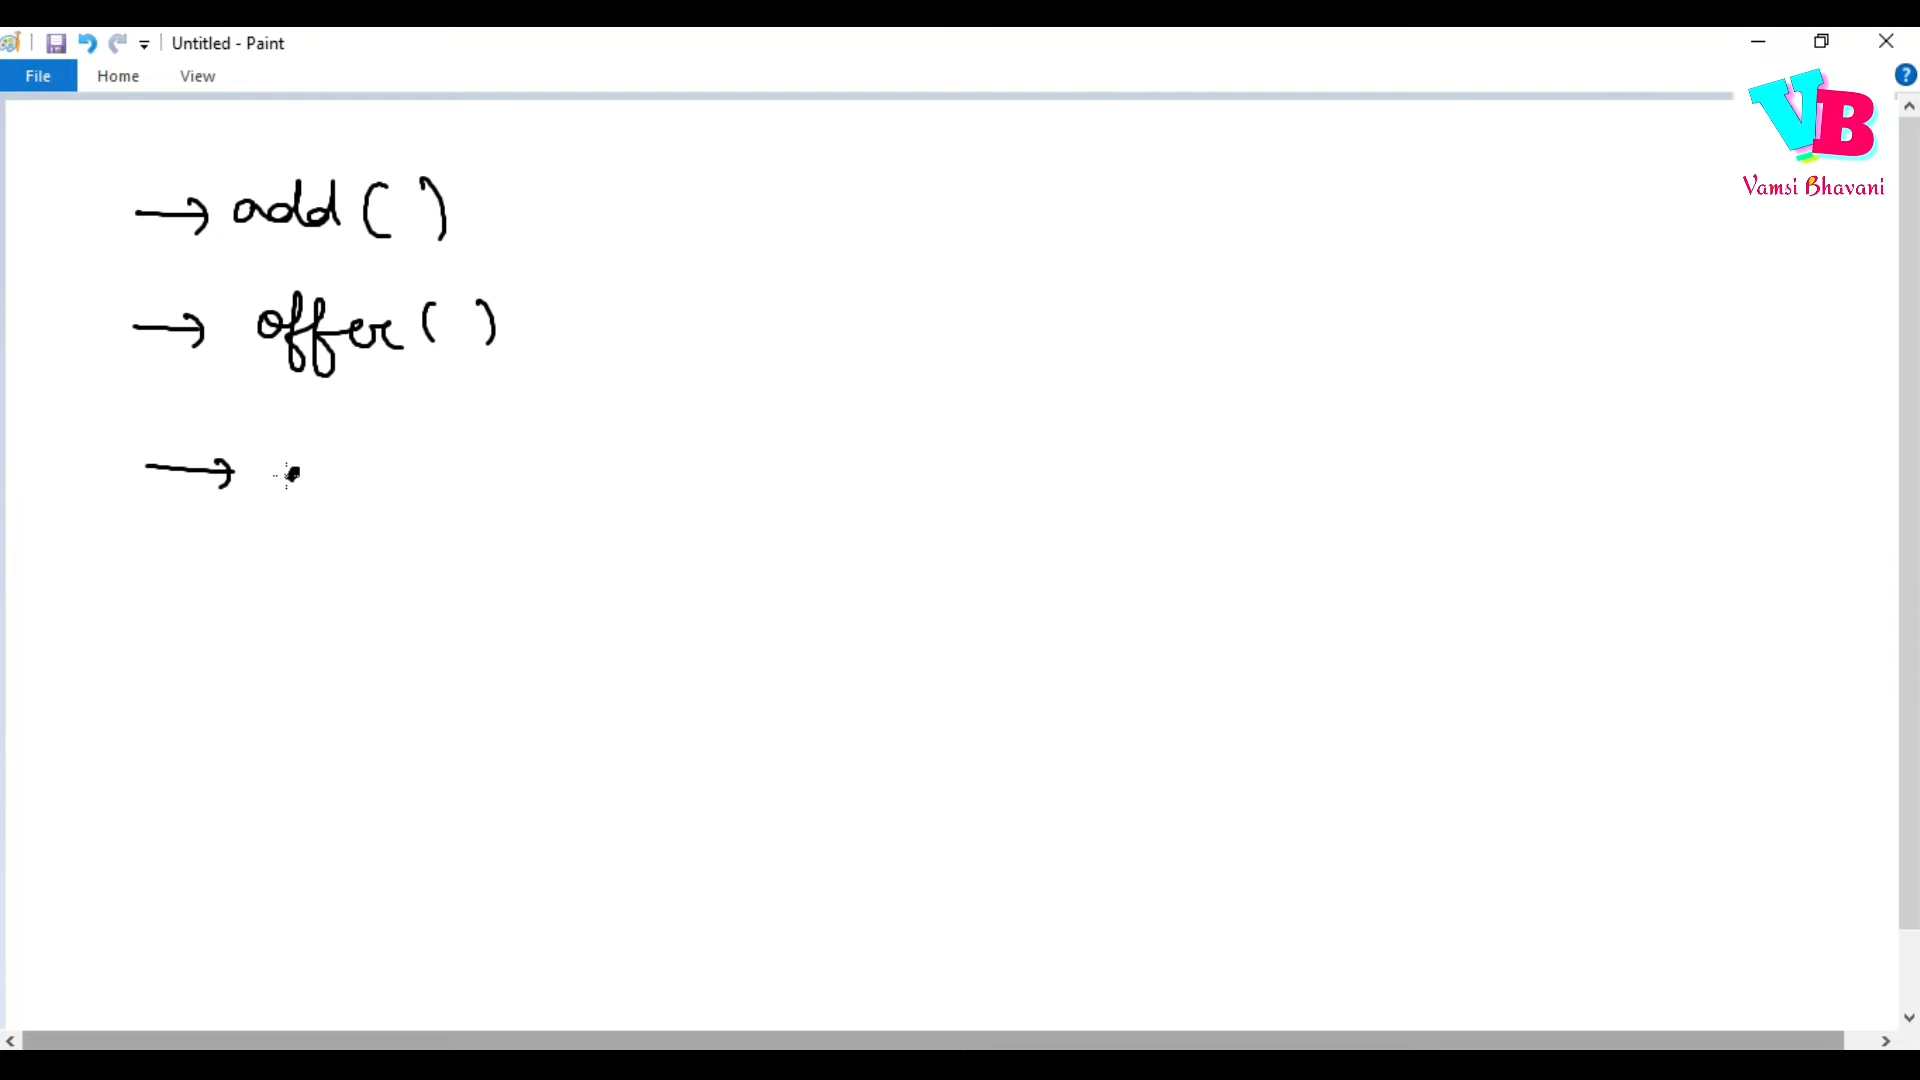 Untitled - Paint
File Home View
VB
Vamsi Bhavani
→ add ( )
→ offer ( )
→